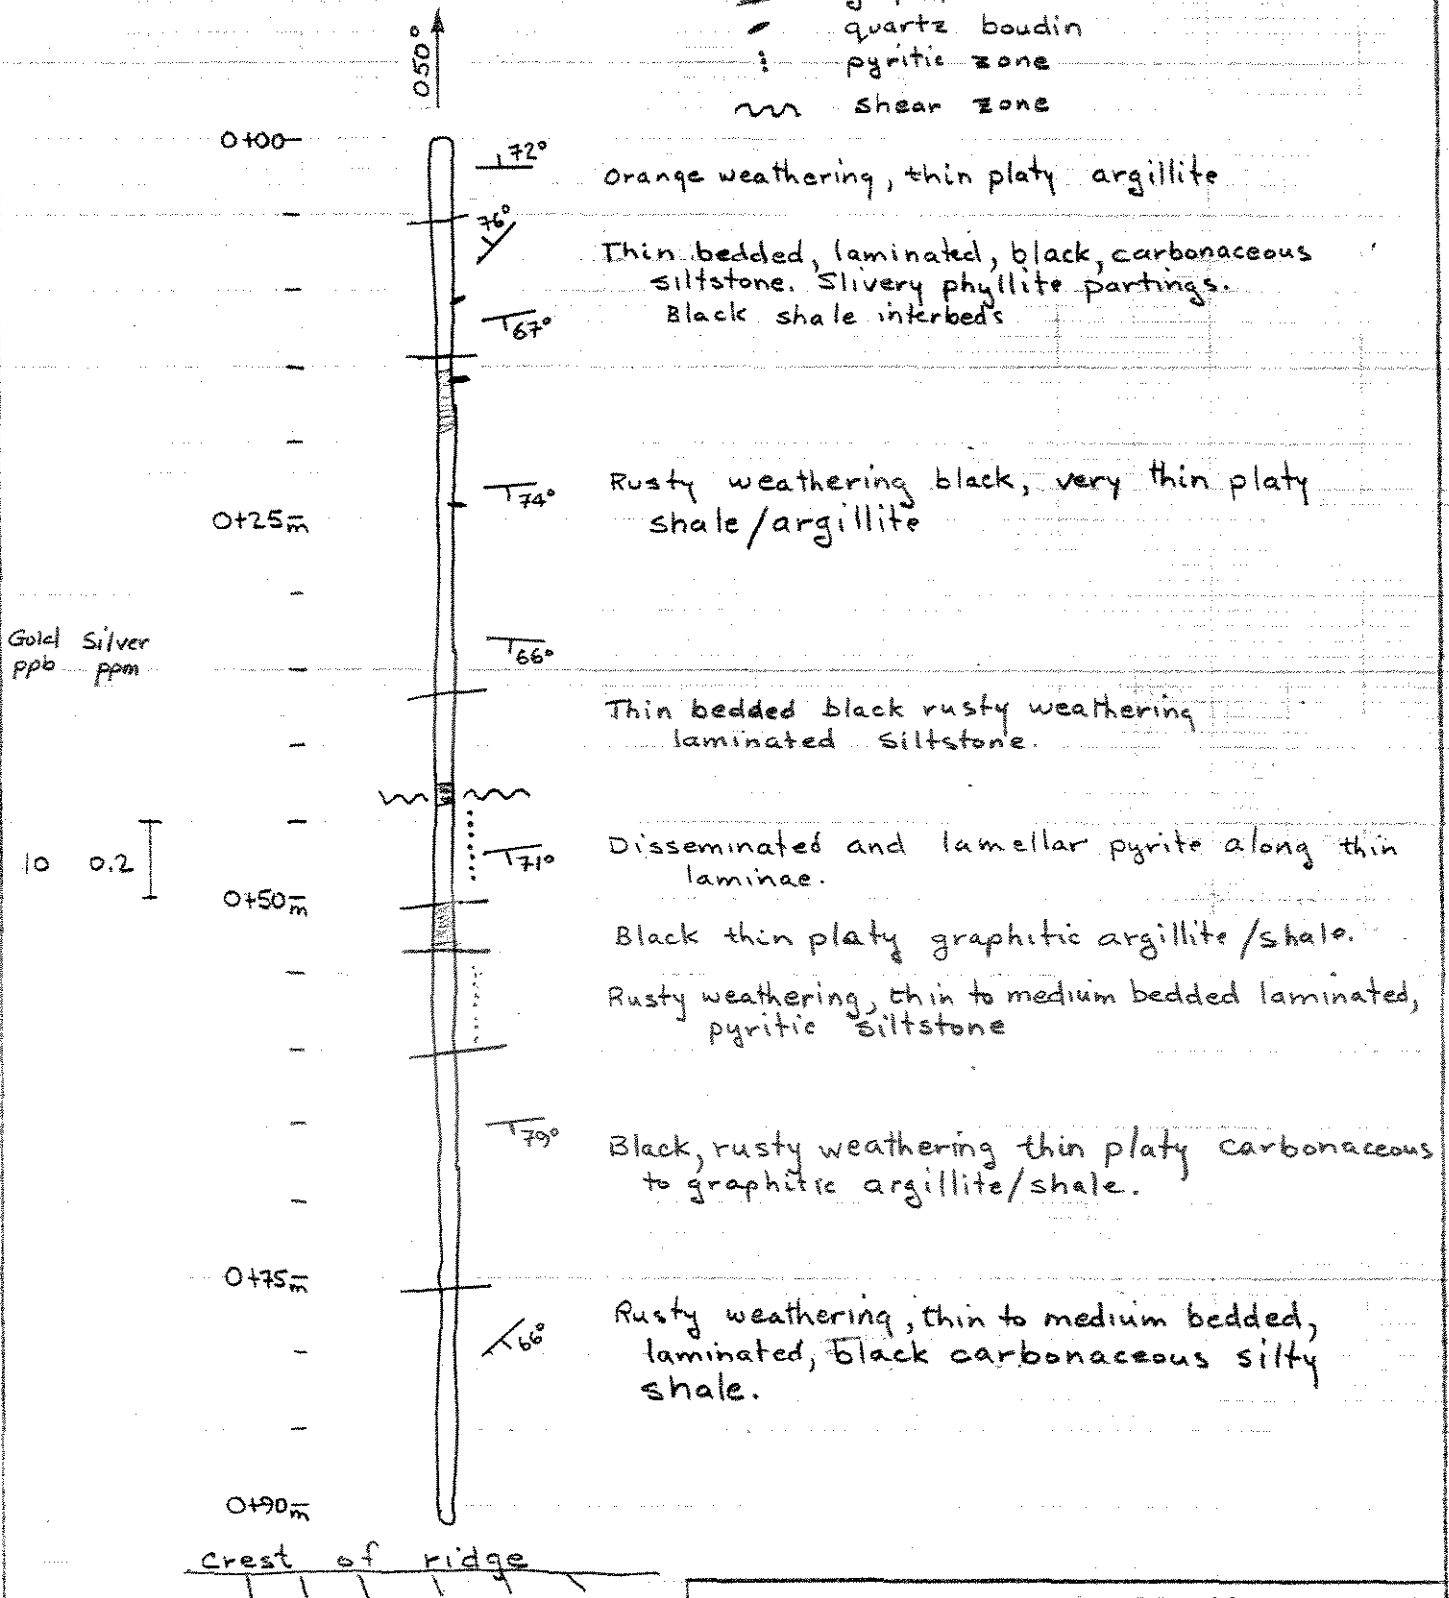 quartz boudin
pyritic zone
shear zone
050°
0+00
72°
Orange weathering, thin platy argillite
76°
Thin bedded, laminated, black, carbonaceous
siltstone. Slivery phyllite partings.
Black shale interbeds
67°
Rusty weathering black, very thin platy
shale/argillite
74°
0+25m
Gold Silver
ppb ppm
66°
Thin bedded black rusty weathering
laminated siltstone.
10 0.2
71°
Disseminated and lamellar pyrite along thin
laminae.
0+50m
Black thin platy graphitic argillite/shale.
Rusty weathering, thin to medium bedded laminated,
pyritic siltstone
79°
Black, rusty weathering thin platy carbonaceous
to graphitic argillite/shale.
0+75m
Rusty weathering, thin to medium bedded,
laminated, black carbonaceous silty
shale.
66°
0+90m
Crest of ridge